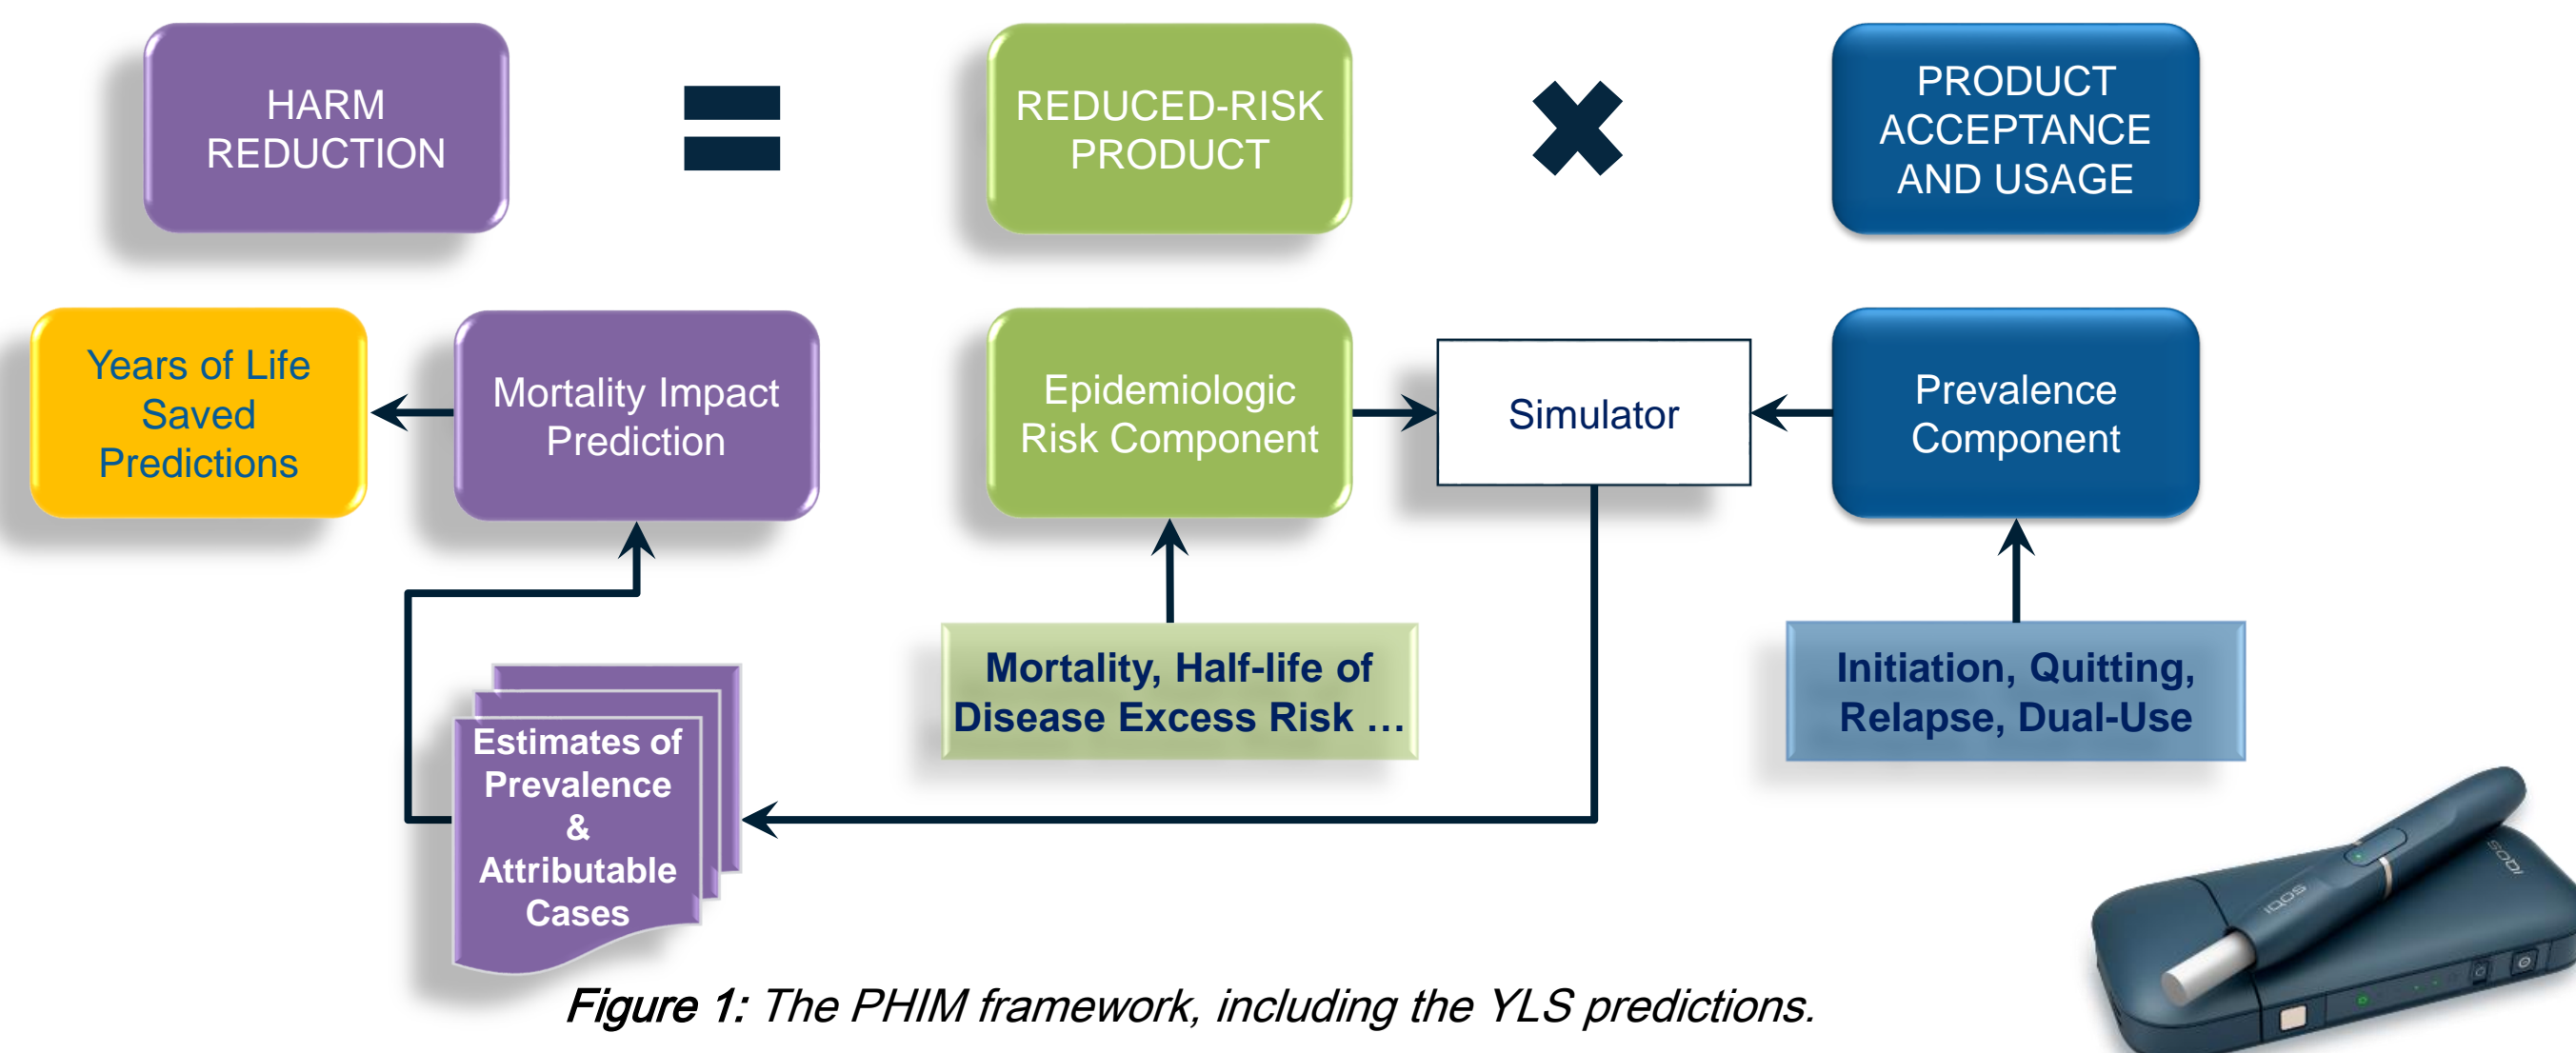 HARM
REDUCTION
REDUCED-RISK
PRODUCT
PRODUCT
ACCEPTANCE
AND USAGE
Years of Life
Saved
Predictions
Mortality Impact
Prediction
Epidemiologic
Risk Component
Simulator
Prevalence
Component
Mortality, Half-life of
Disease Excess Risk ...
Initiation, Quitting,
Relapse, Dual-Use
Estimates of
Prevalence
&
Attributable
Cases
IQOS
IQOS
Figure 1: The PHIM framework, including the YLS predictions.